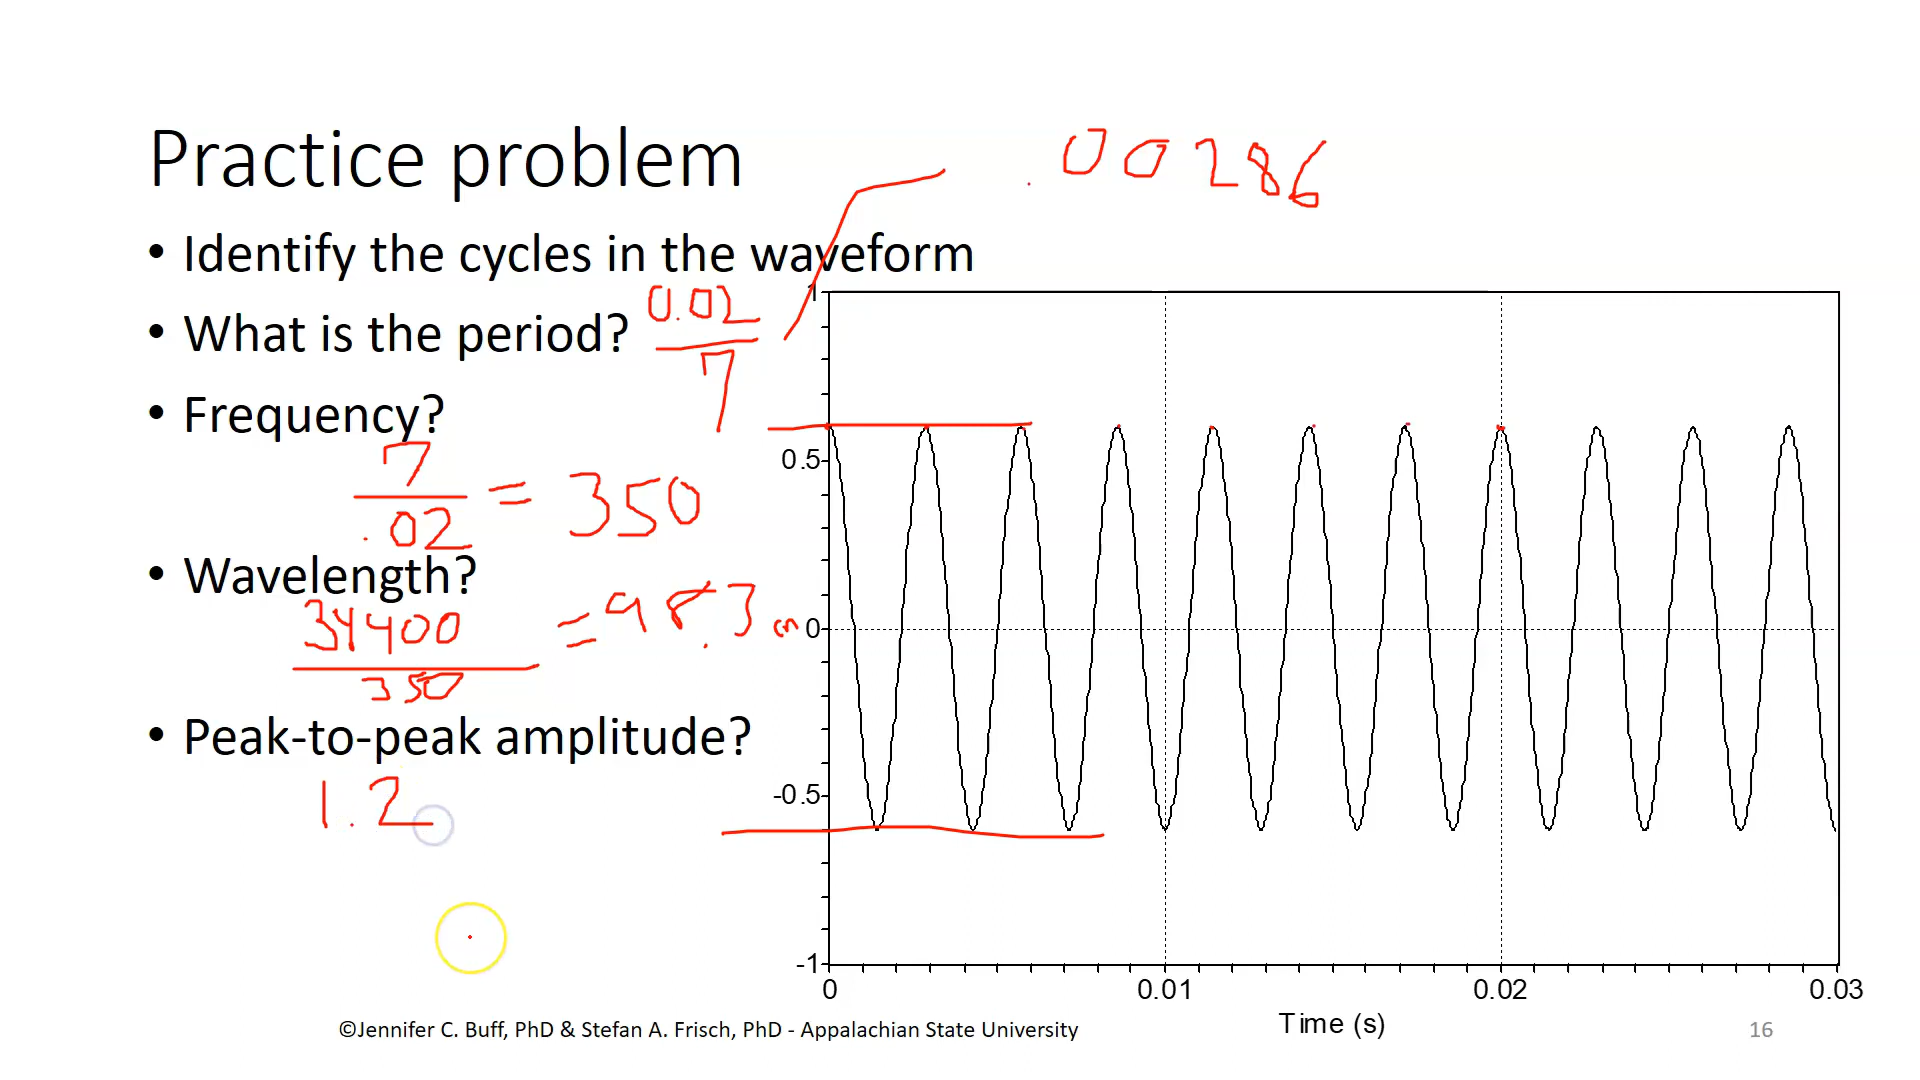 Practice problem
.00286
• Identify the cycles in the waveform
• What is the period?
0.02
7
• Frequency?
7
.02
= 350
• Wavelength?
34400
350
= 98.3
• Peak-to-peak amplitude?
1.2
1
0.5
0
-0.5
-1
0 0.01 0.02 0.03
Time (s)
©Jennifer C. Buff, PhD & Stefan A. Frisch, PhD - Appalachian State University
16